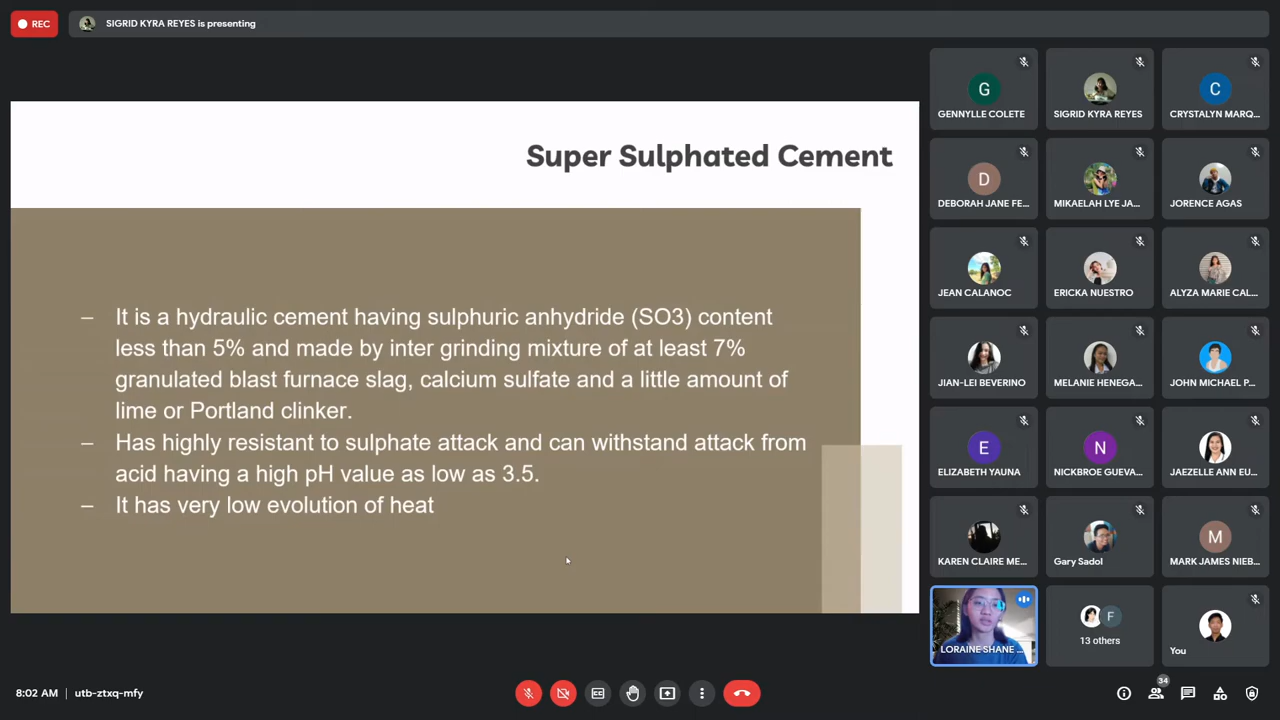 REC
SIGRID KYRA REYES is presenting
Super Sulphated Cement
– It is a hydraulic cement having sulphuric anhydride (SO3) content
less than 5% and made by inter grinding mixture of at least 7%
granulated blast furnace slag, calcium sulfate and a little amount of
lime or Portland clinker.
– Has highly resistant to sulphate attack and can withstand attack from
acid having a high pH value as low as 3.5.
– It has very low evolution of heat
G
GENNYLLE COLETE
SIGRID KYRA REYES
C
CRYSTALYN MARQ...
D
DEBORAH JANE FE...
MIKAELAH LYE JA...
JORENCE AGAS
JEAN CALANOC
ERICKA NUESTRO
ALYZA MARIE CAL...
JIAN-LEI BEVERINO
MELANIE HENEGA...
JOHN MICHAEL P...
E
ELIZABETH YAUNA
N
NICKBROE GUEVA...
JAEZELLE ANN EU...
KAREN CLAIRE ME...
Gary Sadol
M
MARK JAMES NIEB...
LORAINE SHANE ...
F
13 others
You
8:02 AM | utb-ztxq-mfy
34